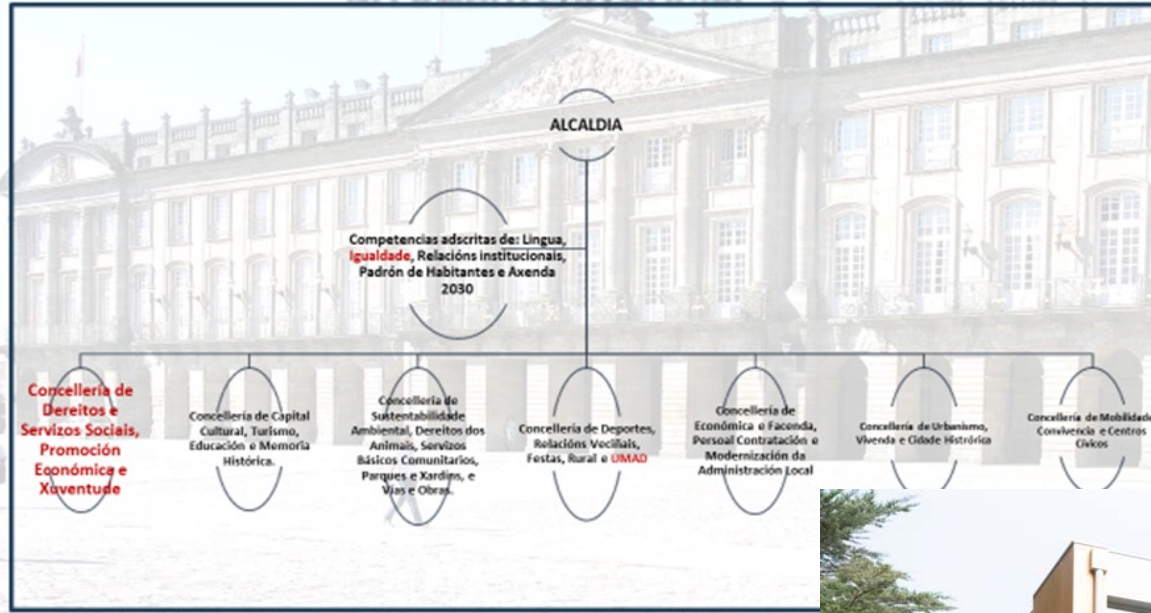 ALCALDIA
Competencias adscritas de: Lingua,
Igualdade, Relacións institucionais,
Padrón de Habitantes e Axenda
2030
Concellería de
Dereitos e
Servizos Sociais,
Promoción
Económica e
Xuventude
Concellería de Capital
Cultural, Turismo,
Educación e Memoria
Histórica.
Concellería de
Sustentabilidade
Ambiental, Dereitos dos
Animais, Servizos
Básicos Comunitarios,
Parques e Xardíns, e
Vías e Obras.
Concellería de Deportes,
Relacións Veciñais,
Festas, Rural e UMAD
Concellería de
Económica e Facenda,
Persoal Contratación e
Modernización da
Administración Local
Concellería de Urbanismo,
Vivenda e Cidade Histrórica
Concellería de Mobilidade
Convivencia e Centros
Cívicos